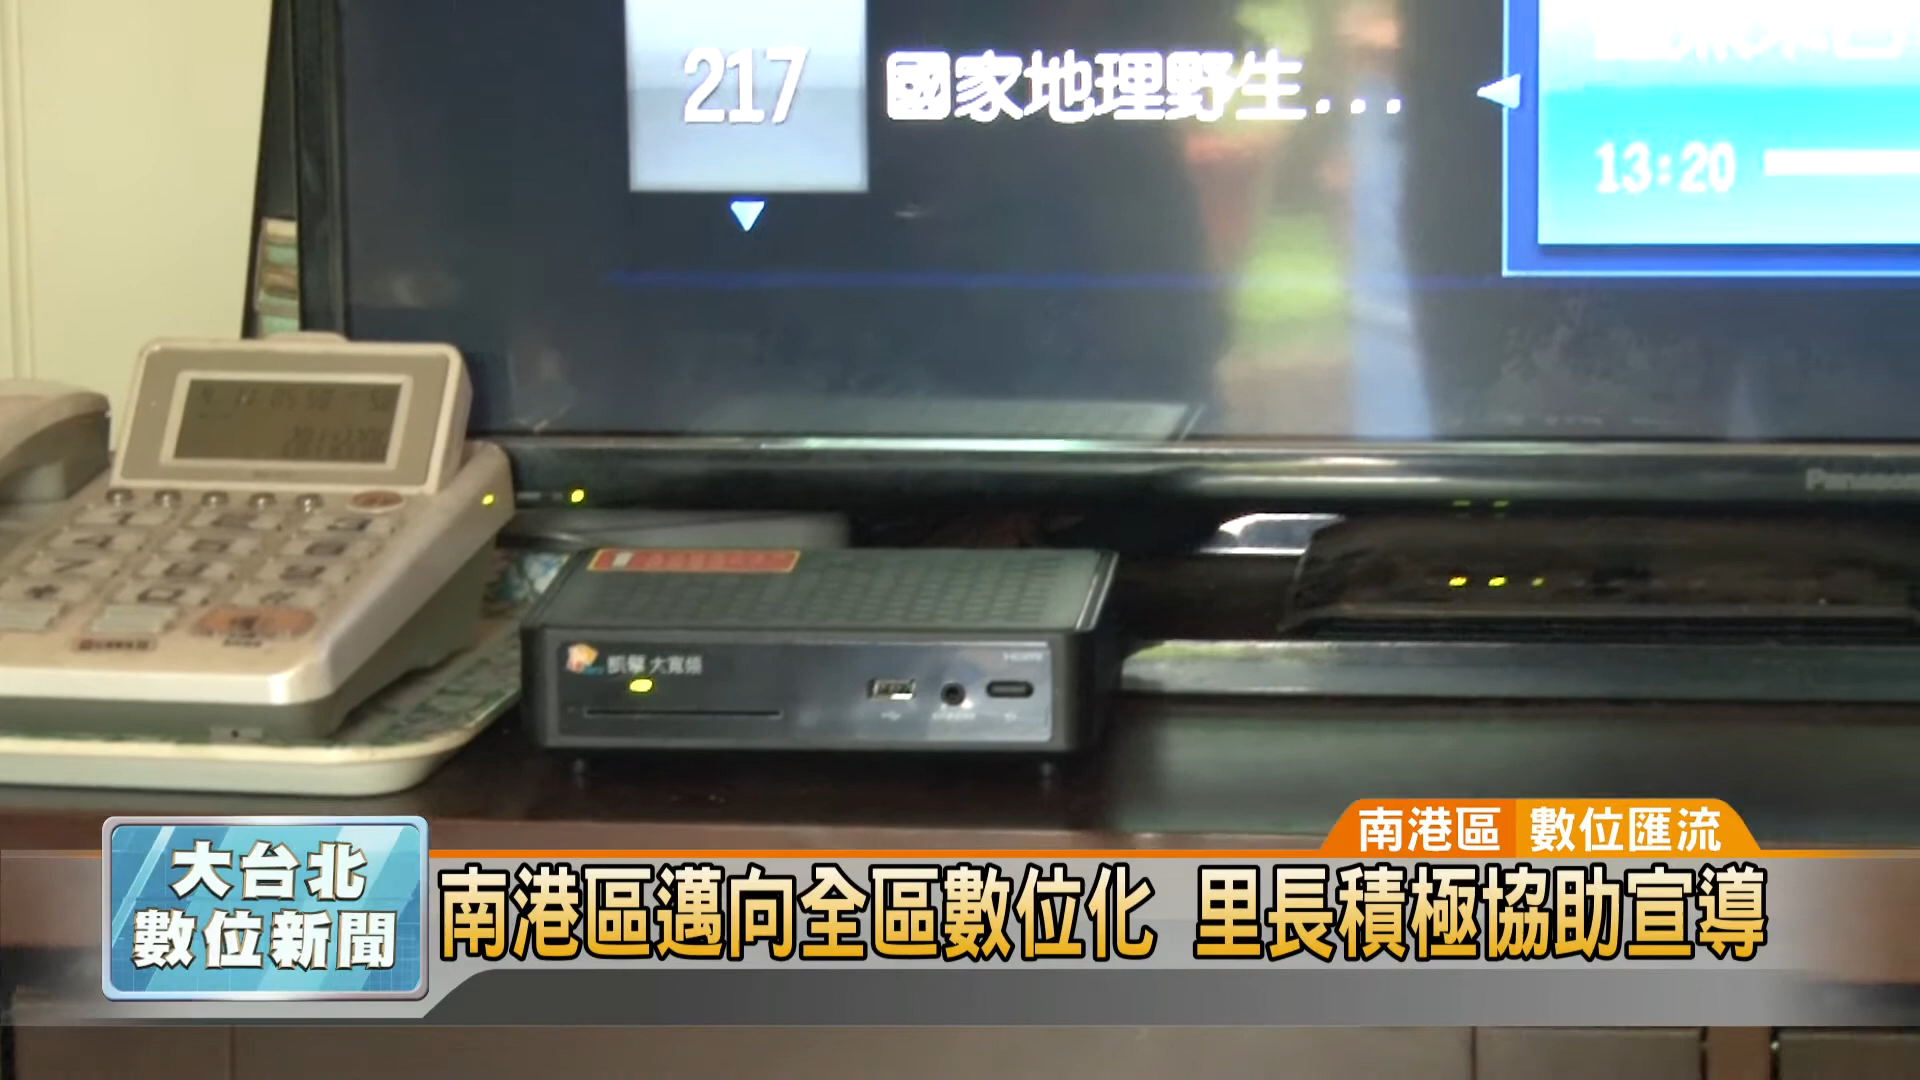 217 國家地理野生...
13:20
Panasonic
凱擘大寬頻
HDMI
南港區 數位匯流
大台北
數位新聞
南港區邁向全區數位化 里長積極協助宣導